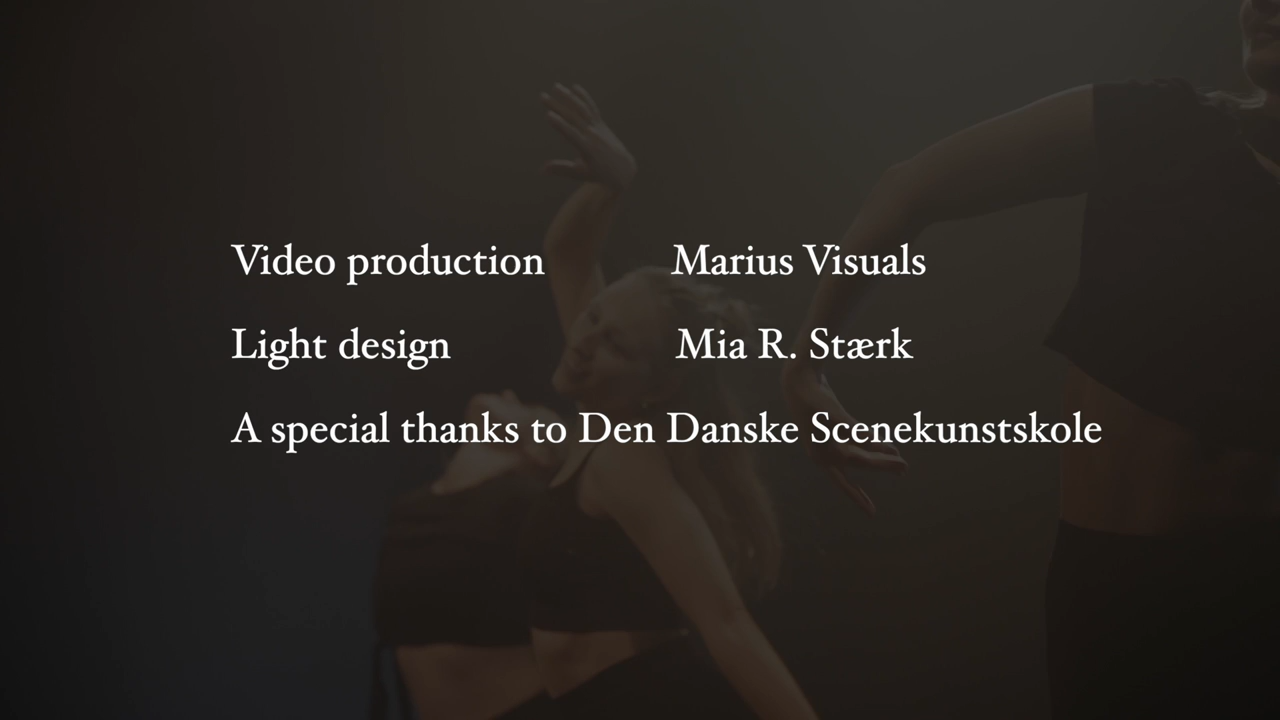 Video production Marius Visuals
Light design Mia R. Stærk
A special thanks to Den Danske Scenekunstskole